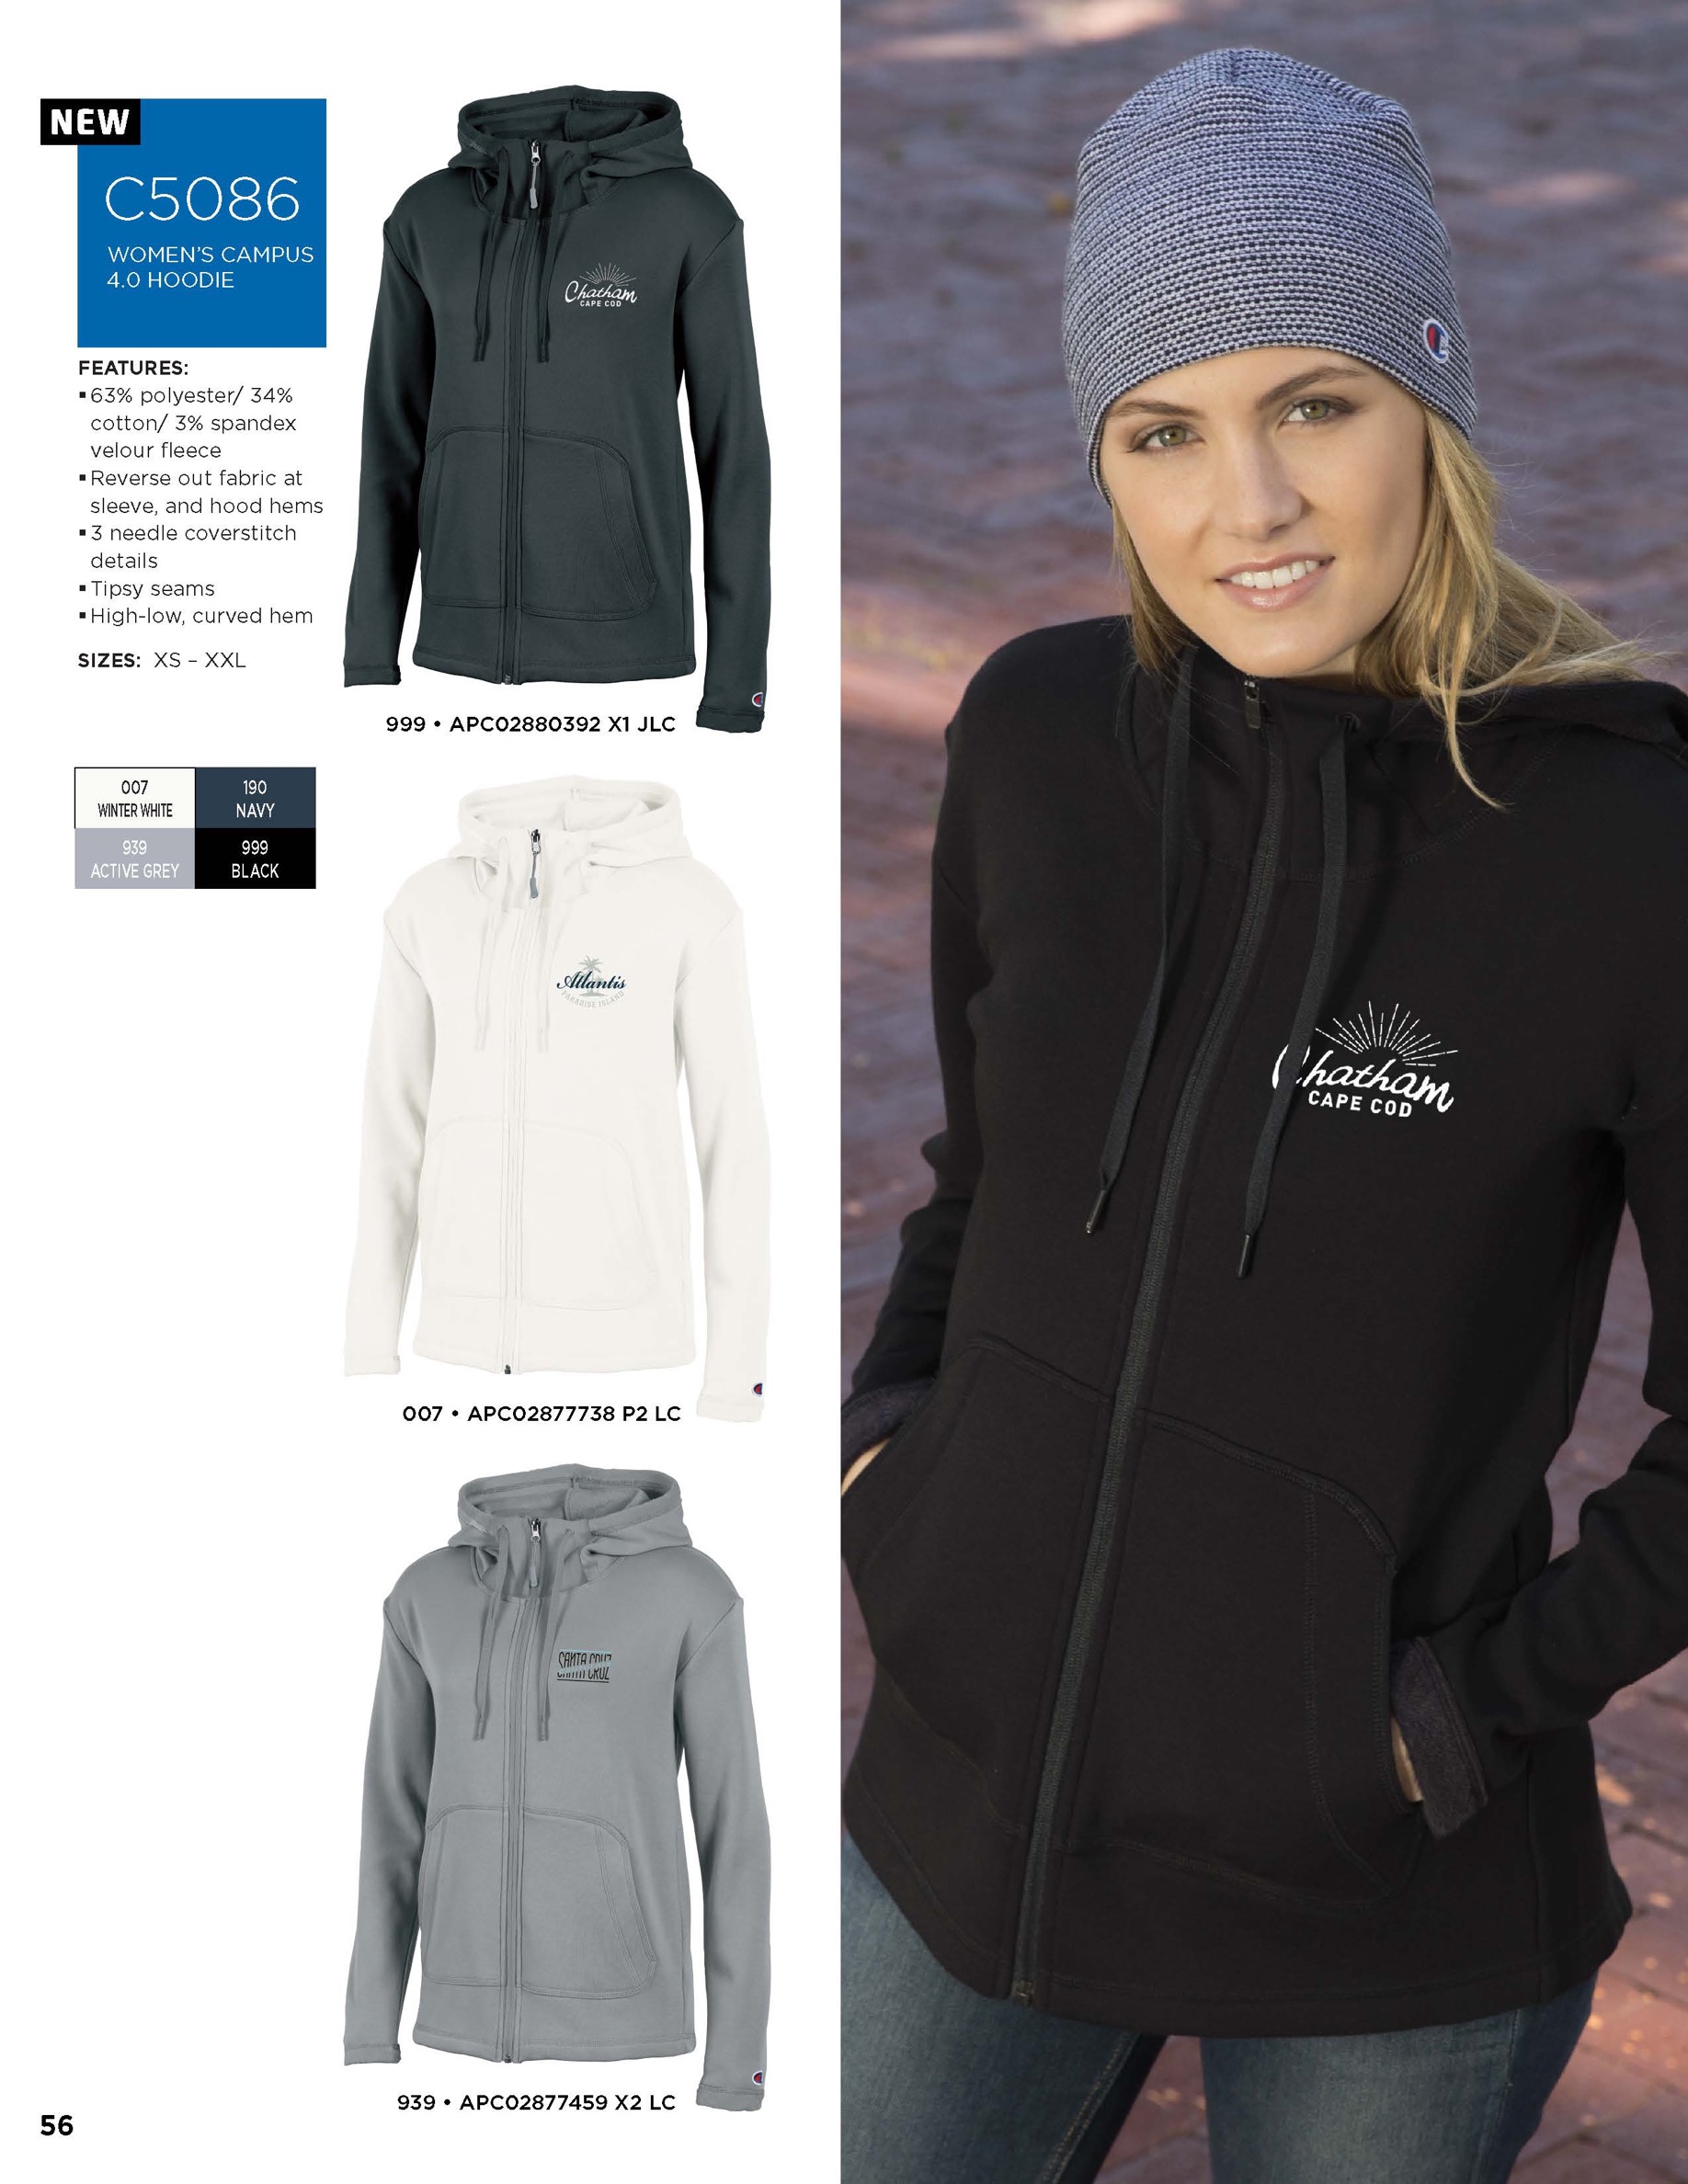 NEW
C5086
WOMEN'S CAMPUS
4.0 HOODIE
FEATURES:
▪ 63% polyester/ 34%
cotton/ 3% spandex
velour fleece
▪ Reverse out fabric at
sleeve, and hood hems
▪ 3 needle coverstitch
details
▪ Tipsy seams
▪ High-low, curved hem
SIZES: XS – XXL
007
WINTER WHITE
190
NAVY
939
ACTIVE GREY
999
BLACK
Chatham
CAPE COD
999 • APC02880392 X1 JLC
Atlantis
PARADISE ISLAND
007 • APC02877738 P2 LC
SANTA CRUZ
SANTA CRUZ
939 • APC02877459 X2 LC
Chatham
CAPE COD
56